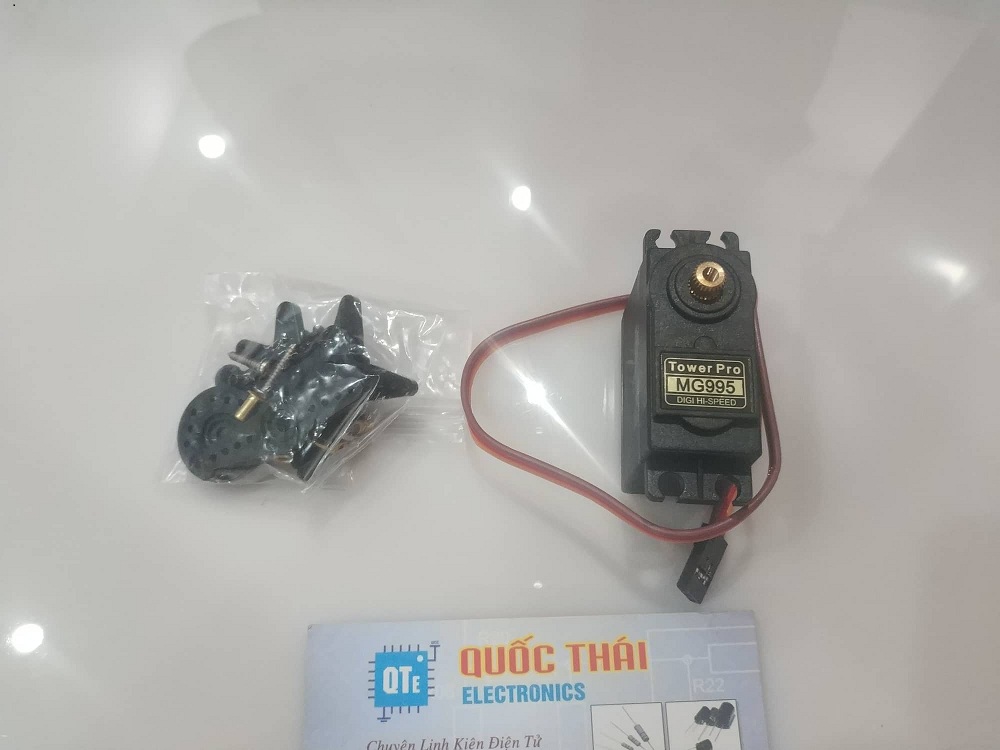 Tower Pro
MG995
DIGI HI-SPEED
QTE
QUỐC THÁI
ELECTRONICS
R22
Chuyên Linh Kiện Điện Tử